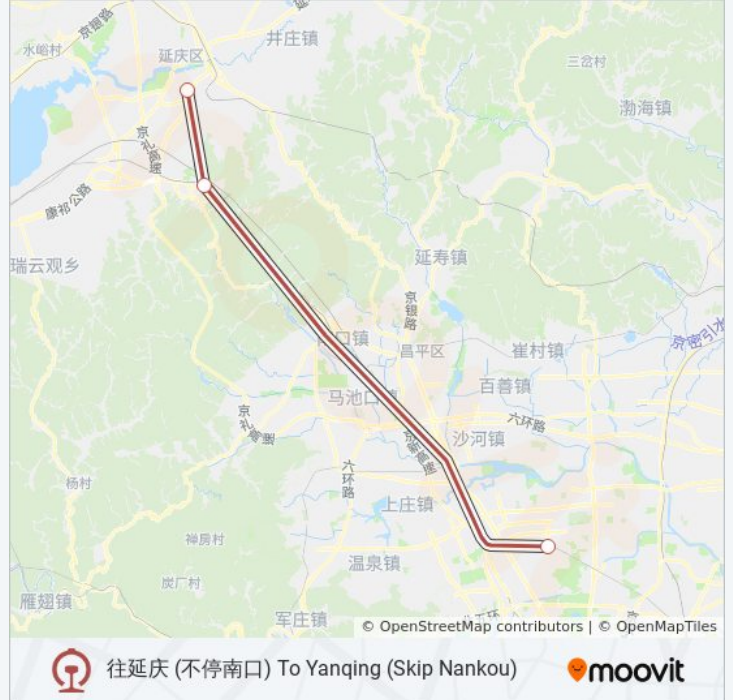 京银路
井庄镇
水峪村
延庆区
三岔村
渤海镇
京礼高速
康祁公路
瑞云观乡
延寿镇
京银路
口镇
昌平区
崔村镇
京密引水
百善镇
马池口镇
京礼高速
六环路
沙河镇
京新高速
六环路
杨村
上庄镇
禅房村
温泉镇
炭厂村
雁翅镇
军庄镇
© OpenStreetMap contributors | © OpenMapTiles
往延庆 (不停南口) To Yanqing (Skip Nankou)
moovit